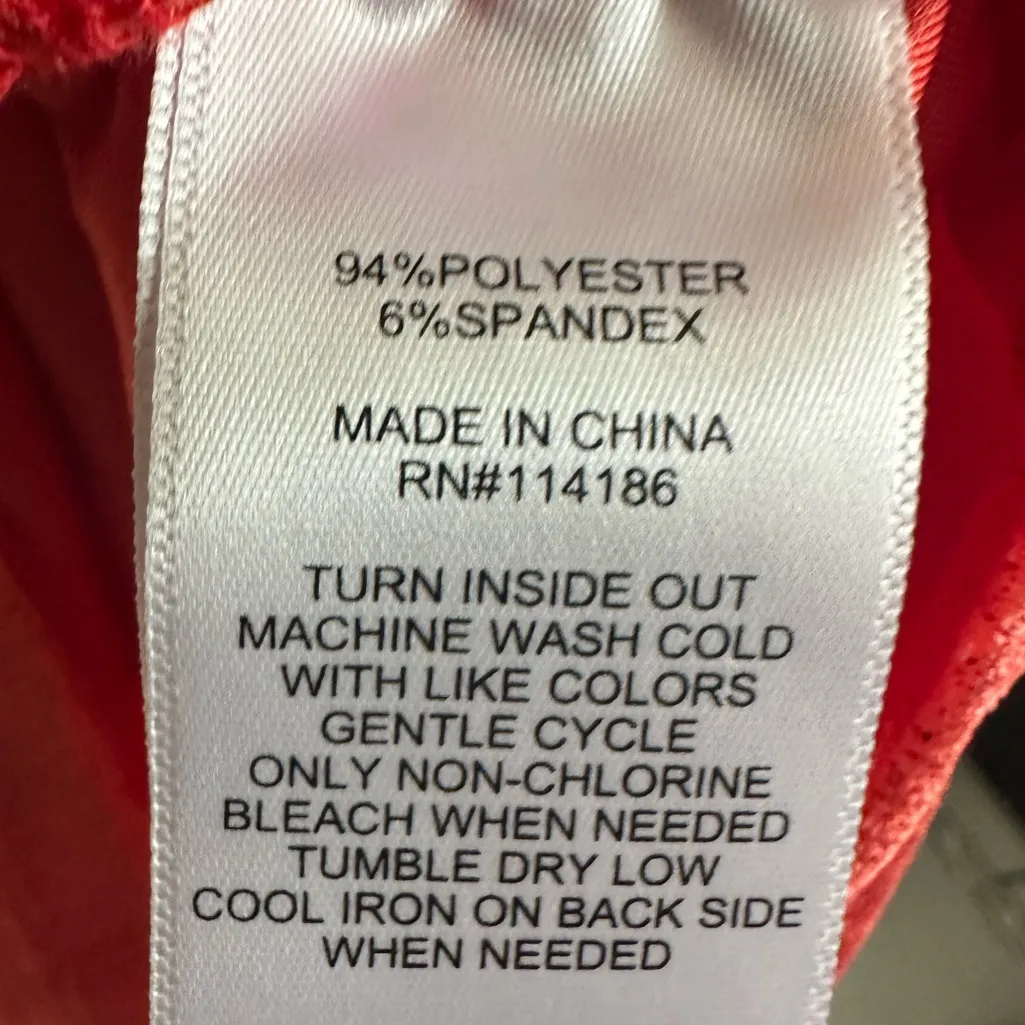 94%POLYESTER
6%SPANDEX
MADE IN CHINA
RN#114186
TURN INSIDE OUT
MACHINE WASH COLD
WITH LIKE COLORS
GENTLE CYCLE
ONLY NON-CHLORINE
BLEACH WHEN NEEDED
TUMBLE DRY LOW
COOL IRON ON BACK SIDE
WHEN NEEDED